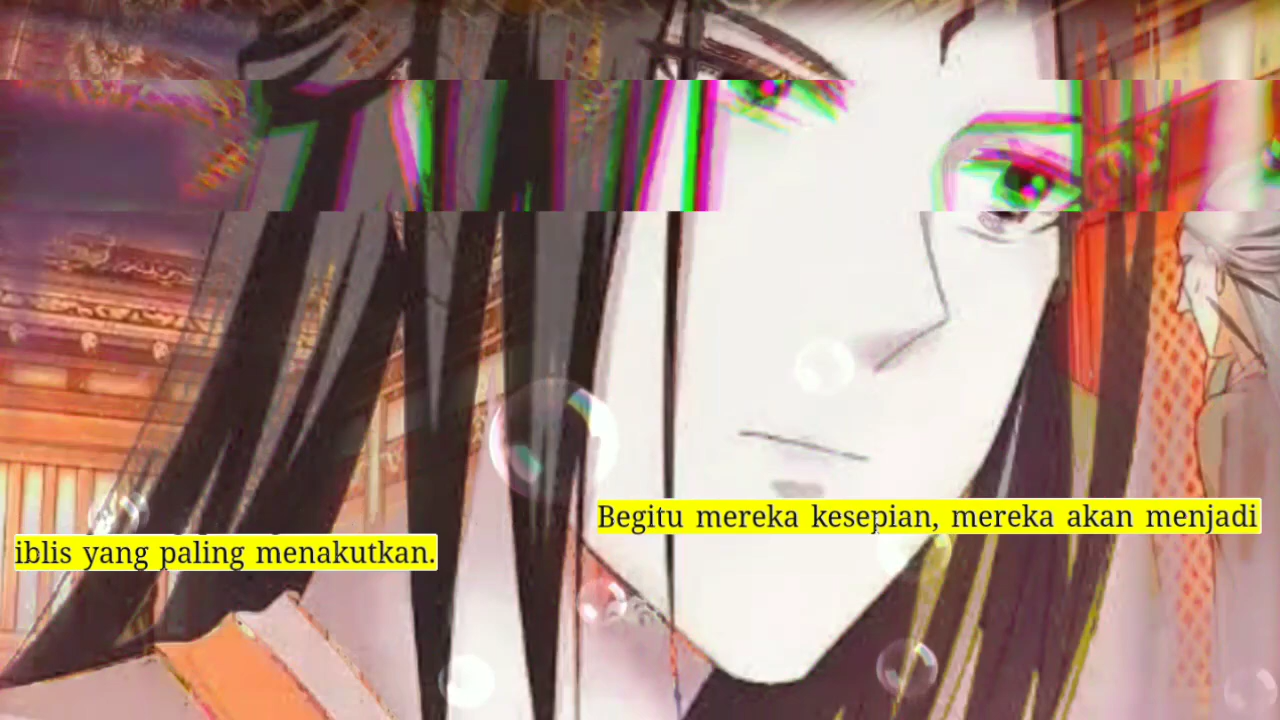 Begitu mereka kesepian, mereka akan menjadi
iblis yang paling menakutkan.